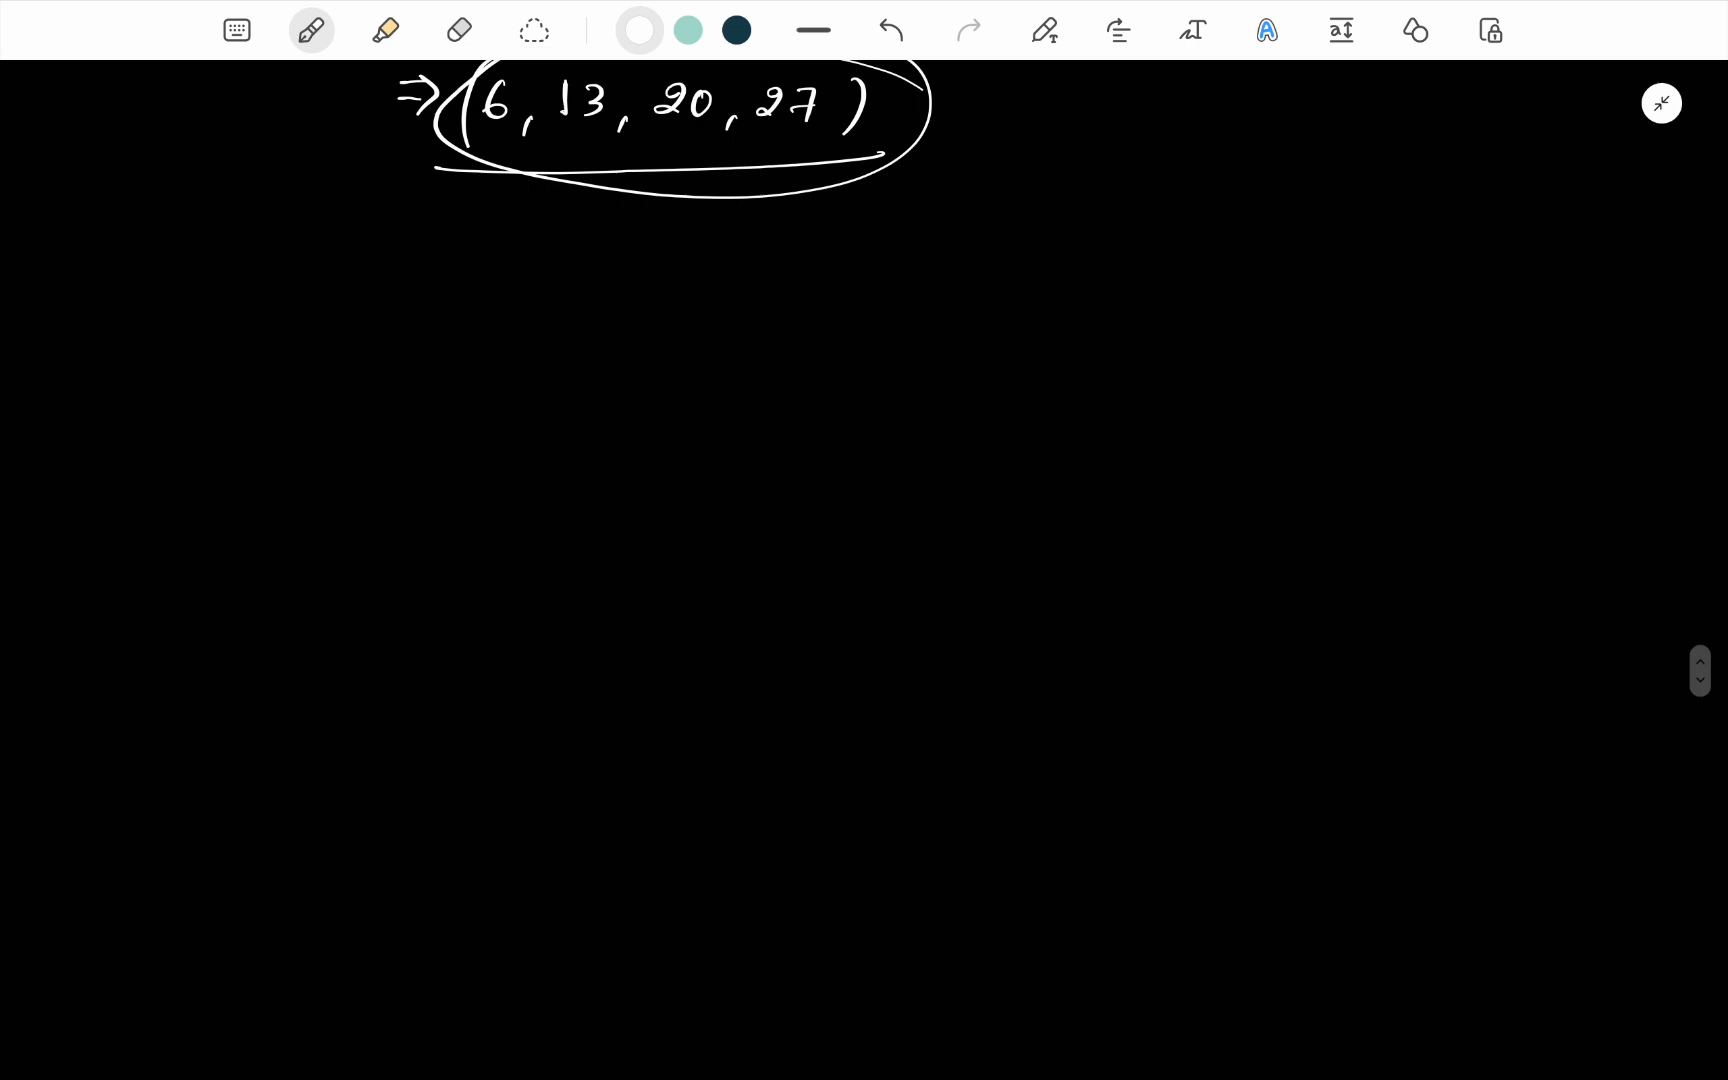 ⇒ (6, 13, 20, 27)